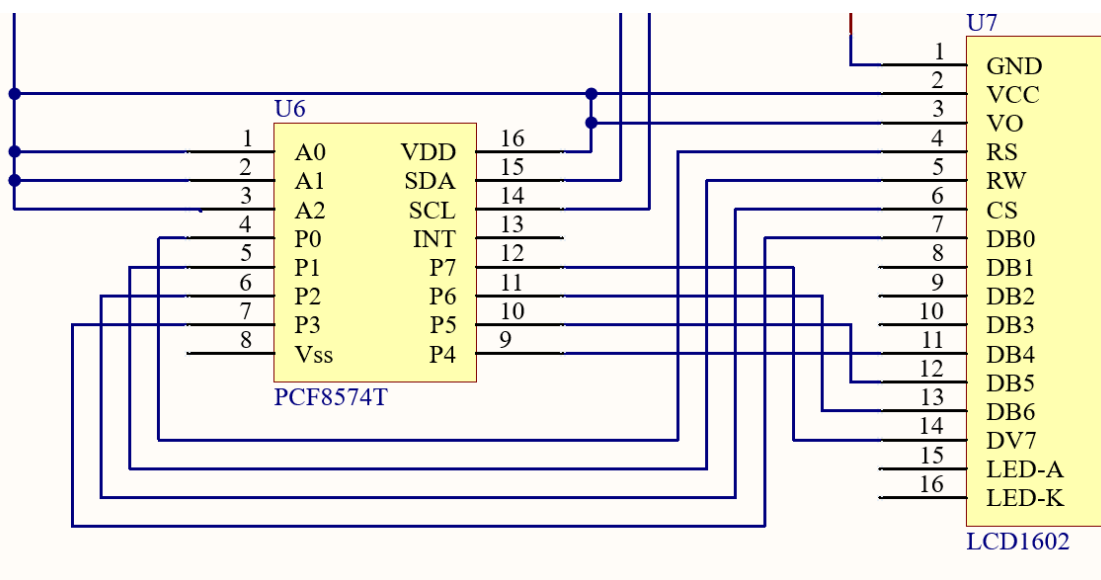 U7
1 GND
2 VCC
3 VO
4 RS
5 RW
6 CS
7 DB0
8 DB1
9 DB2
10 DB3
11 DB4
12 DB5
13 DB6
14 DV7
15 LED-A
16 LED-K
LCD1602
U6
1 A0 VDD 16
2 A1 SDA 15
3 A2 SCL 14
4 P0 INT 13
5 P1 P7 12
6 P2 P6 11
7 P3 P5 10
8 Vss P4 9
PCF8574T